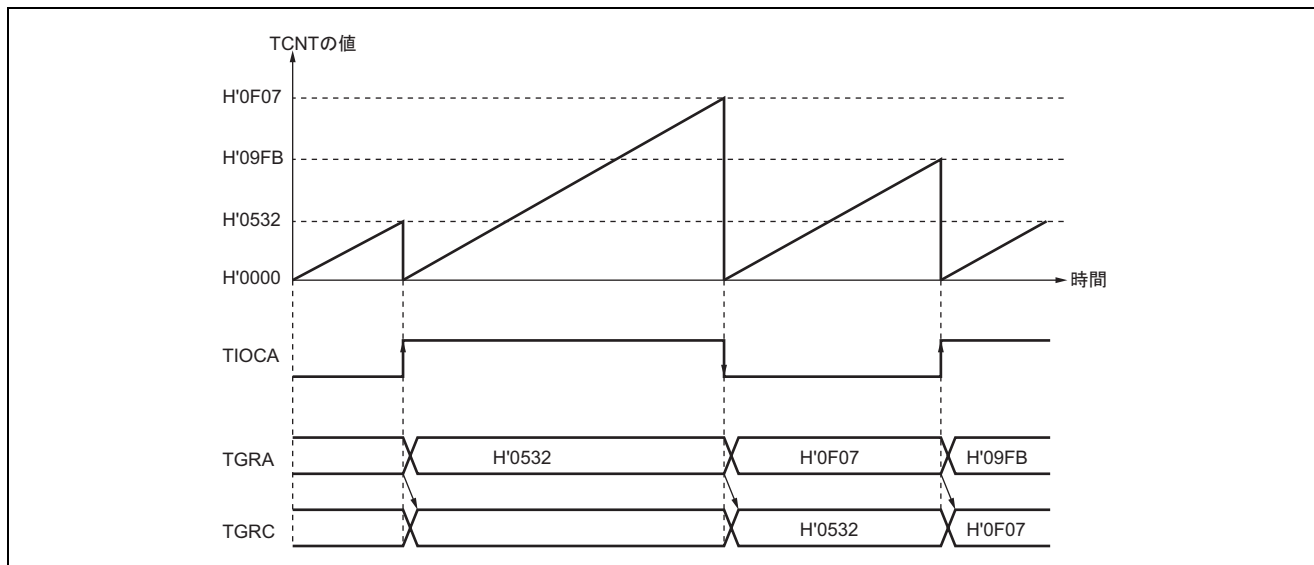 TCNTの値
H'0F07
H'09FB
H'0532
H'0000
時間
TIOCA
TGRA H'0532 H'0F07 H'09FB
TGRC H'0532 H'0F07